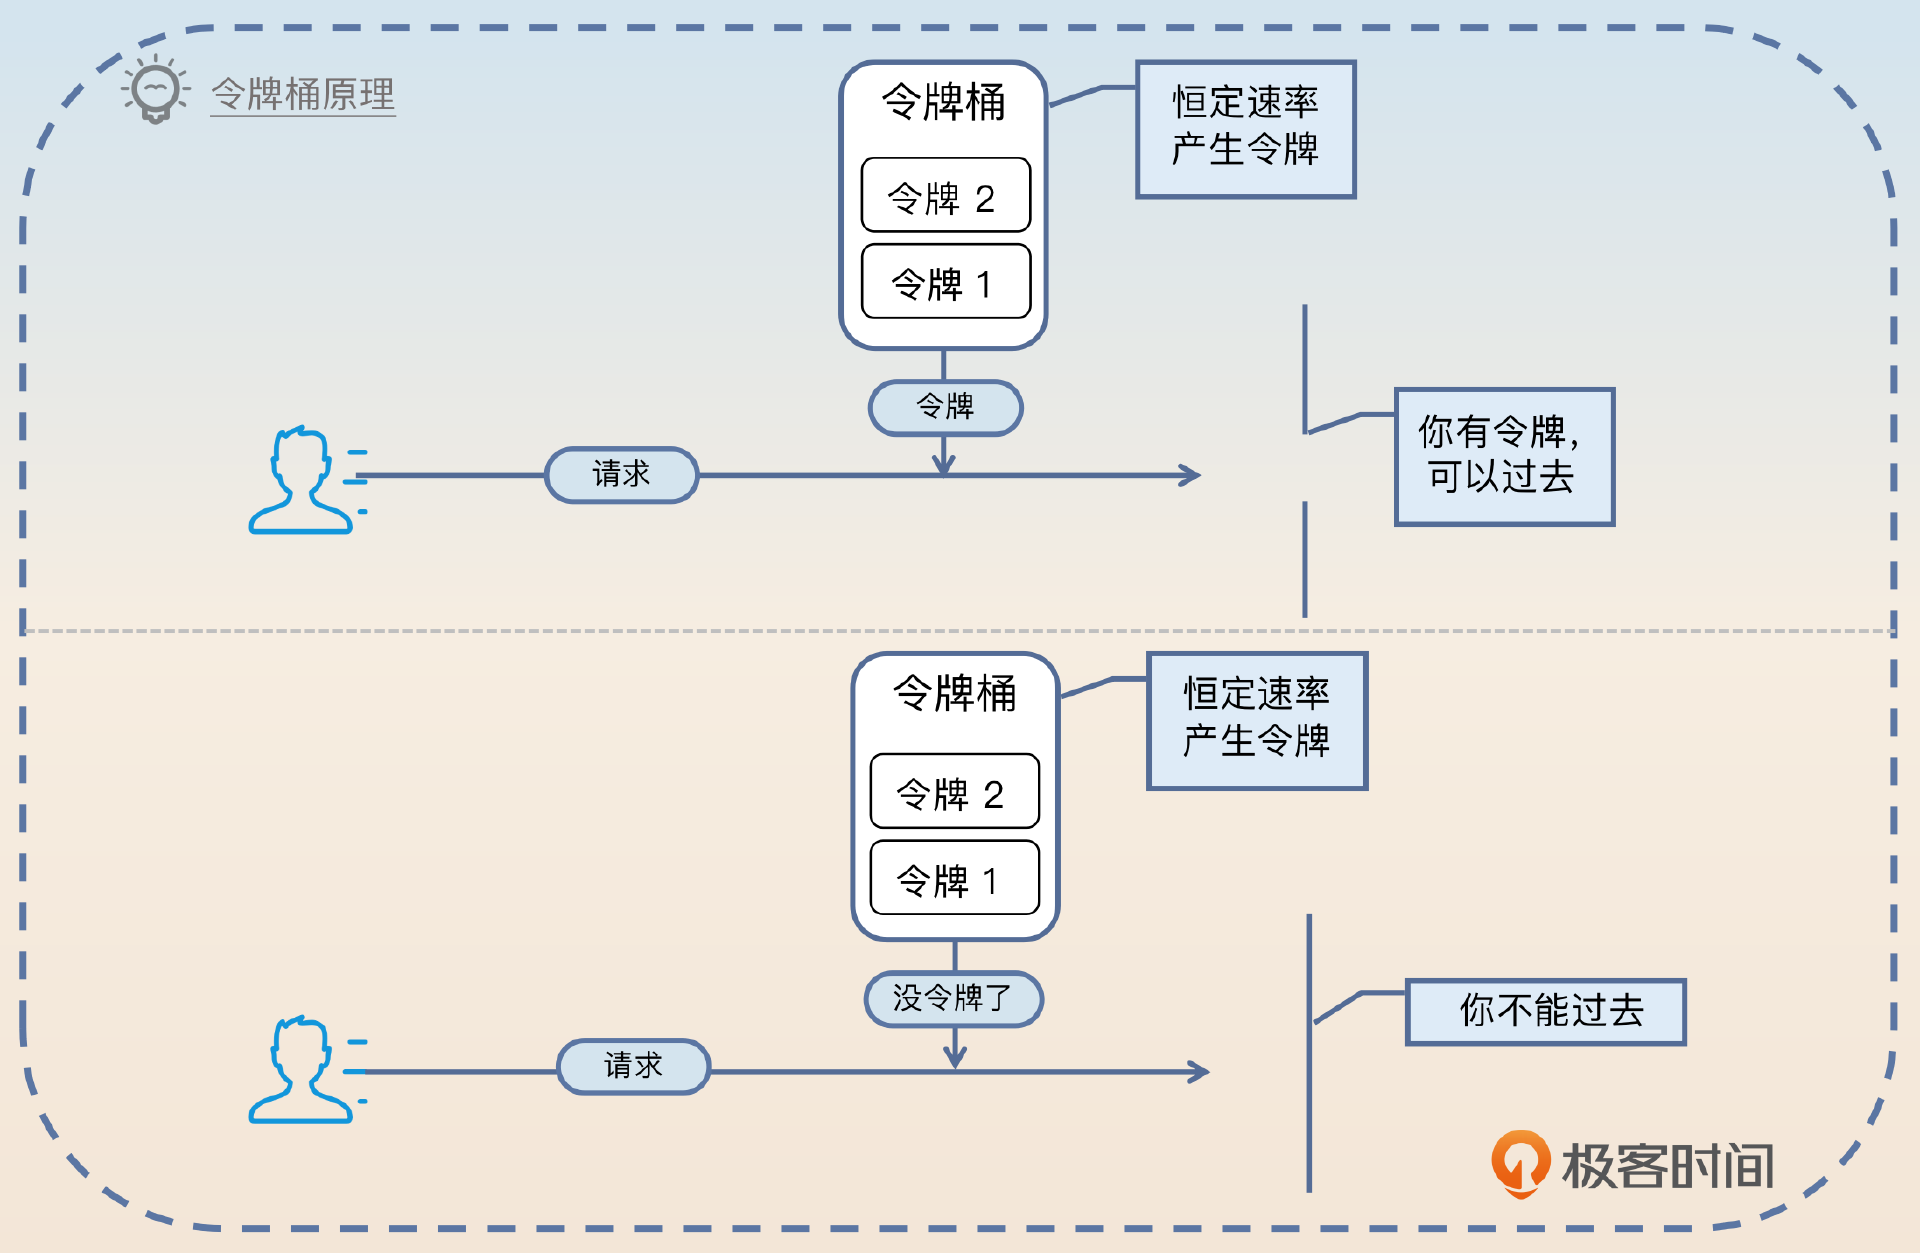 令牌桶原理
令牌桶
恒定速率
产生令牌
令牌 2
令牌 1
令牌
请求
你有令牌，
可以过去
令牌桶
恒定速率
产生令牌
令牌 2
令牌 1
没令牌了
请求
你不能过去
极客时间